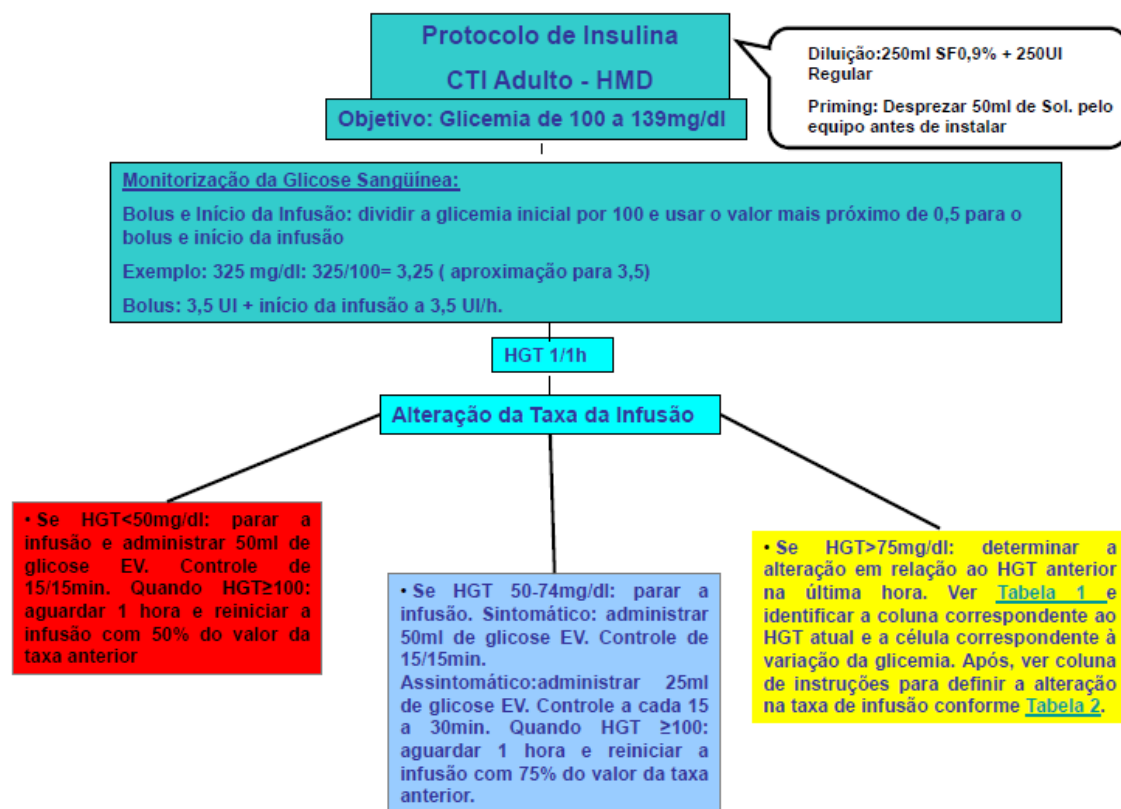 Protocolo de Insulina
CTI Adulto - HMD
Objetivo: Glicemia de 100 a 139mg/dl
Diluição:250ml SF0,9% + 250UI
Regular
Priming: Desprezar 50ml de Sol. pelo
equipo antes de instalar
Monitorização da Glicose Sangüínea:
Bolus e Início da Infusão: dividir a glicemia inicial por 100 e usar o valor mais próximo de 0,5 para o
bolus e início da infusão
Exemplo: 325 mg/dl: 325/100= 3,25 ( aproximação para 3,5)
Bolus: 3,5 UI + início da infusão a 3,5 UI/h.
HGT 1/1h
Alteração da Taxa da Infusão
• Se HGT<50mg/dl: parar a
infusão e administrar 50ml de
glicose EV. Controle de
15/15min. Quando HGT≥100:
aguardar 1 hora e reiniciar a
infusão com 50% do valor da
taxa anterior
• Se HGT 50-74mg/dl: parar a
infusão. Sintomático: administrar
50ml de glicose EV. Controle de
15/15min.
Assintomático:administrar 25ml
de glicose EV. Controle a cada 15
a 30min. Quando HGT ≥100:
aguardar 1 hora e reiniciar a
infusão com 75% do valor da taxa
anterior.
• Se HGT>75mg/dl: determinar a
alteração em relação ao HGT anterior
na última hora. Ver Tabela 1 e
identificar a coluna correspondente ao
HGT atual e a célula correspondente à
variação da glicemia. Após, ver coluna
de instruções para definir a alteração
na taxa de infusão conforme Tabela 2.